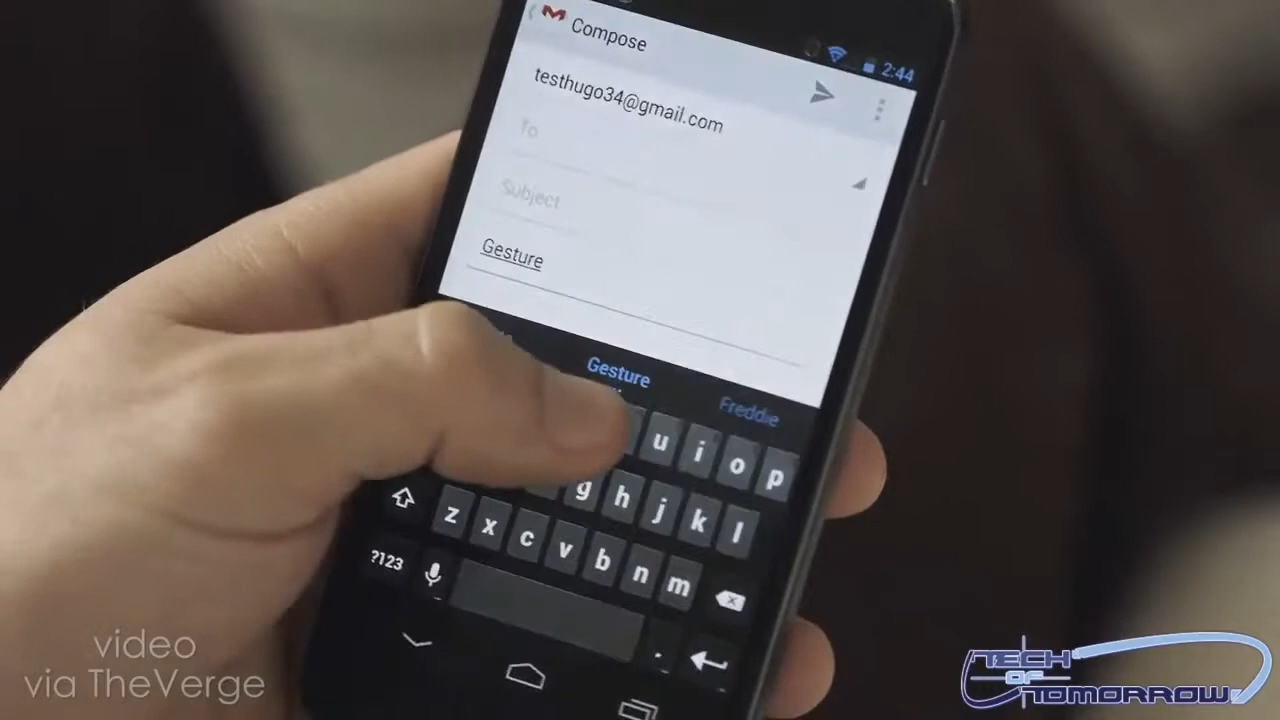 Compose
2:44
testhugo34@gmail.com
To
Subject
Gesture
Gesture
Freddie
u i o p
g h j k l
z x c v b n m
?123
.
video
via TheVerge
TECH
OF
TOMORROW